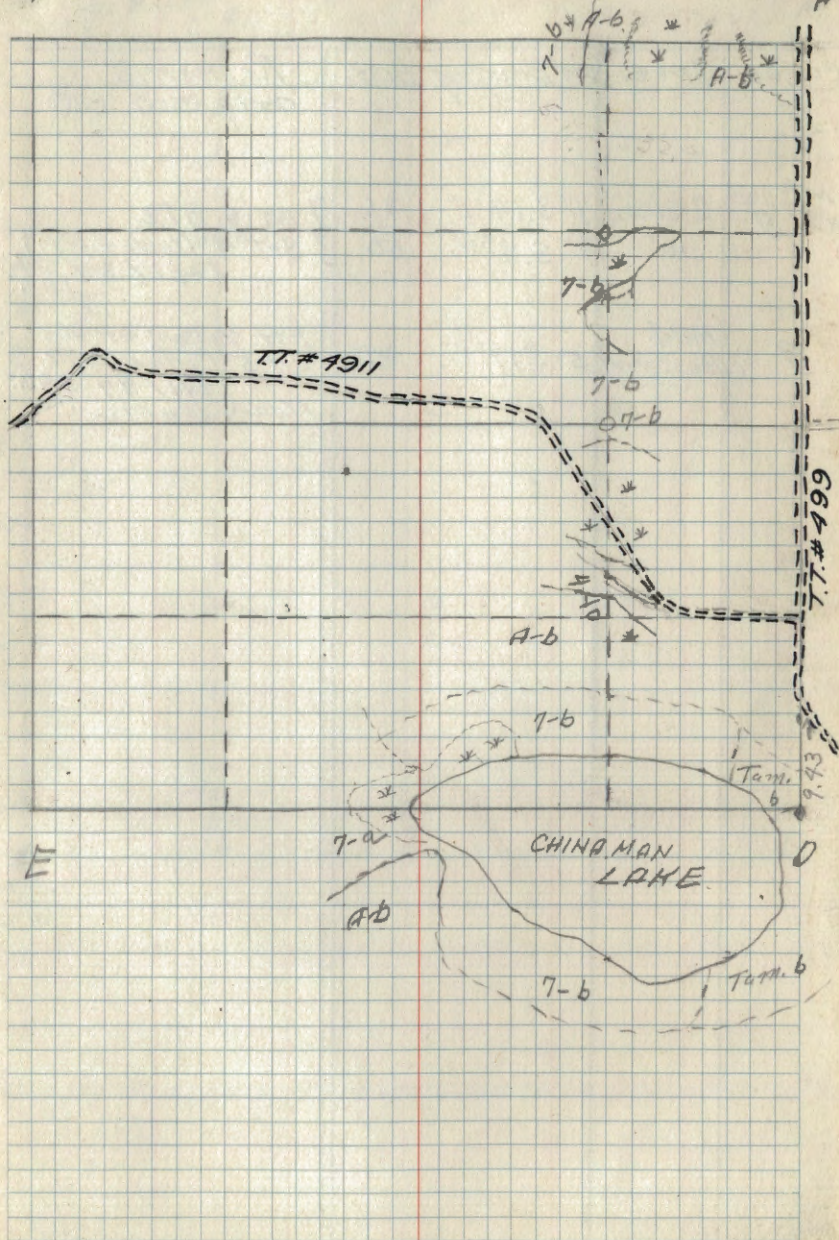 A-b.
7-b
A-b
7-b
T.T. # 4911
7-b
7-b
T.T. # 499
A-b
7-b
Tam.
b
9.43
7-a
CHINAMAN
LAKE
E
D
A-b
7-b
Tam. b